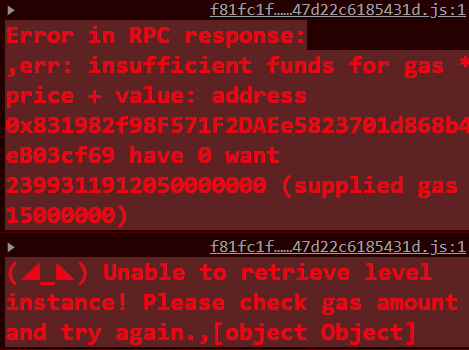 f81fc1f……47d22c6185431d.js:1
Error in RPC response:
,err: insufficient funds for gas *
price + value: address
0x831982f98F571F2DAEe5823701d868b4
eB03cf69 have 0 want
2399311912050000000 (supplied gas
15000000)
f81fc1f……47d22c6185431d.js:1
(◢_◣) Unable to retrieve level
instance! Please check gas amount
and try again.,[object Object]